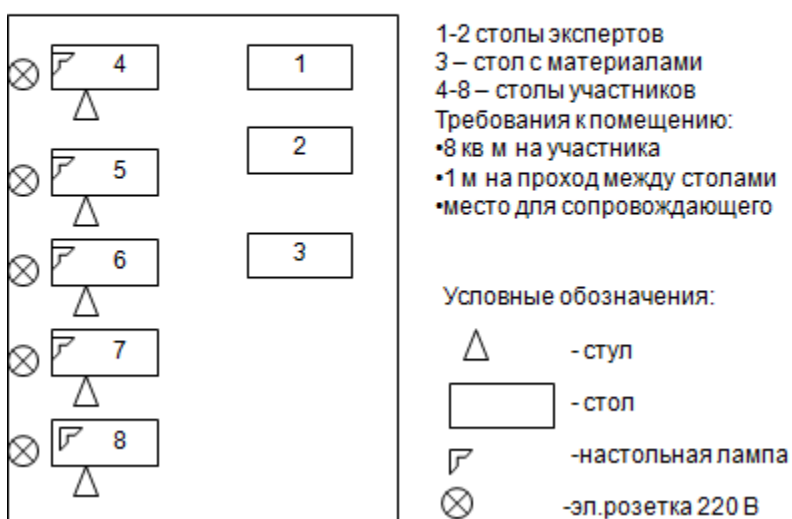 4
5
6
7
8
1
2
3
1-2 столы экспертов
3 – стол с материалами
4-8 – столы участников
Требования к помещению:
•8 кв м на участника
•1 м на проход между столами
•место для сопровождающего
Условные обозначения:
- стул
- стол
-настольная лампа
-эл.розетка 220 В